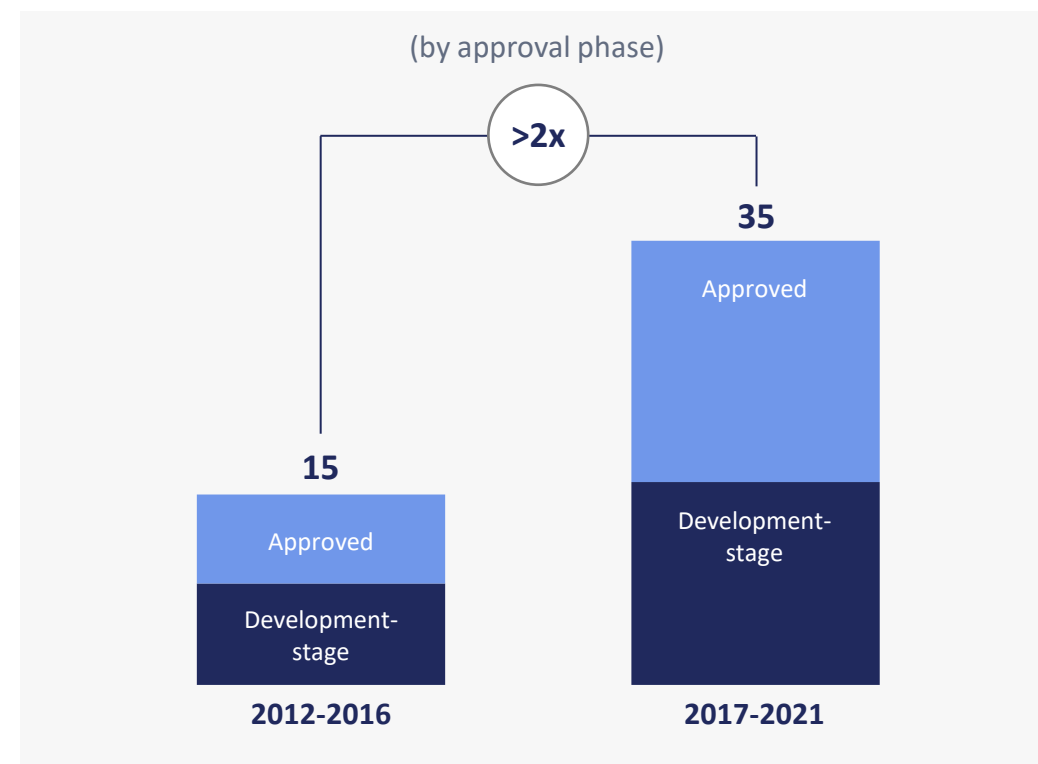 (by approval phase)
>2x
35
Approved
15
Development-
stage
Approved
Development-
stage
2012-2016
2017-2021